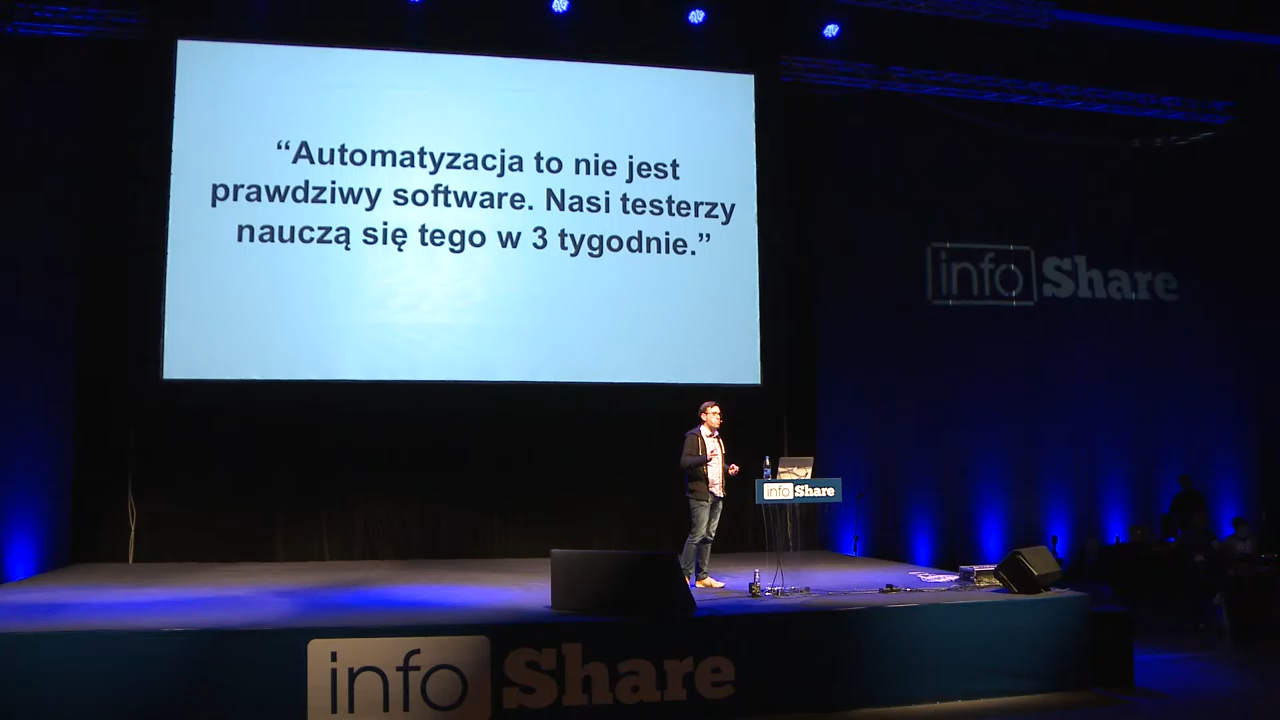 “Automatyzacja to nie jest
prawdziwy software. Nasi testerzy
nauczą się tego w 3 tygodnie.”
info Share
info Share
info Share